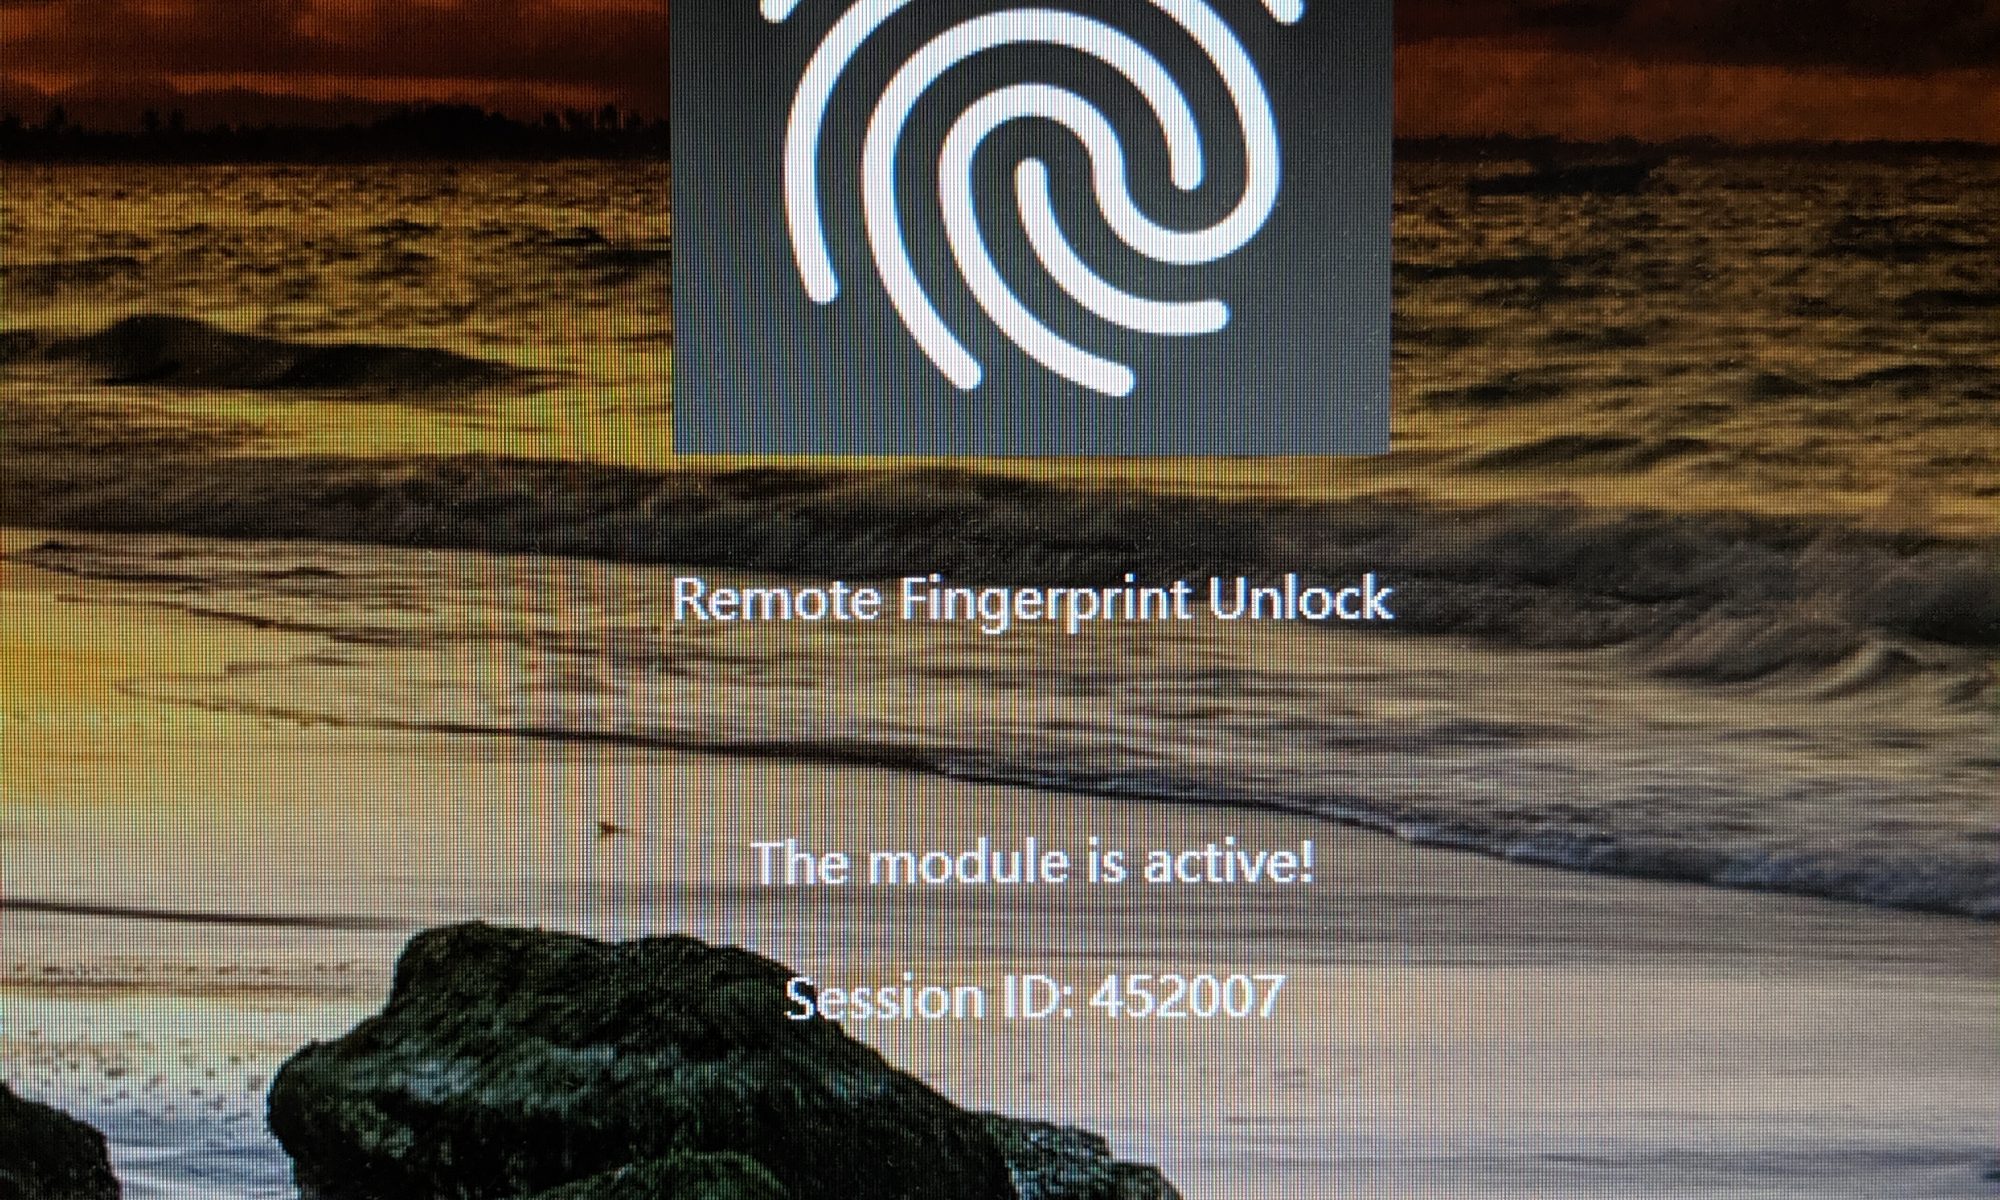 Remote Fingerprint Unlock
The module is active!
Session ID: 452007